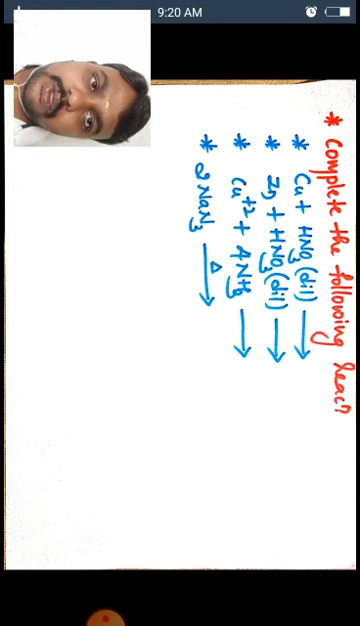 9:20 AM
* Complete the following reac?
* Cu + HNO3 (dil) →
* Zn + HNO3 (dil) →
* Cu+2 + 4NH3 →
* 2NaN3 Δ→